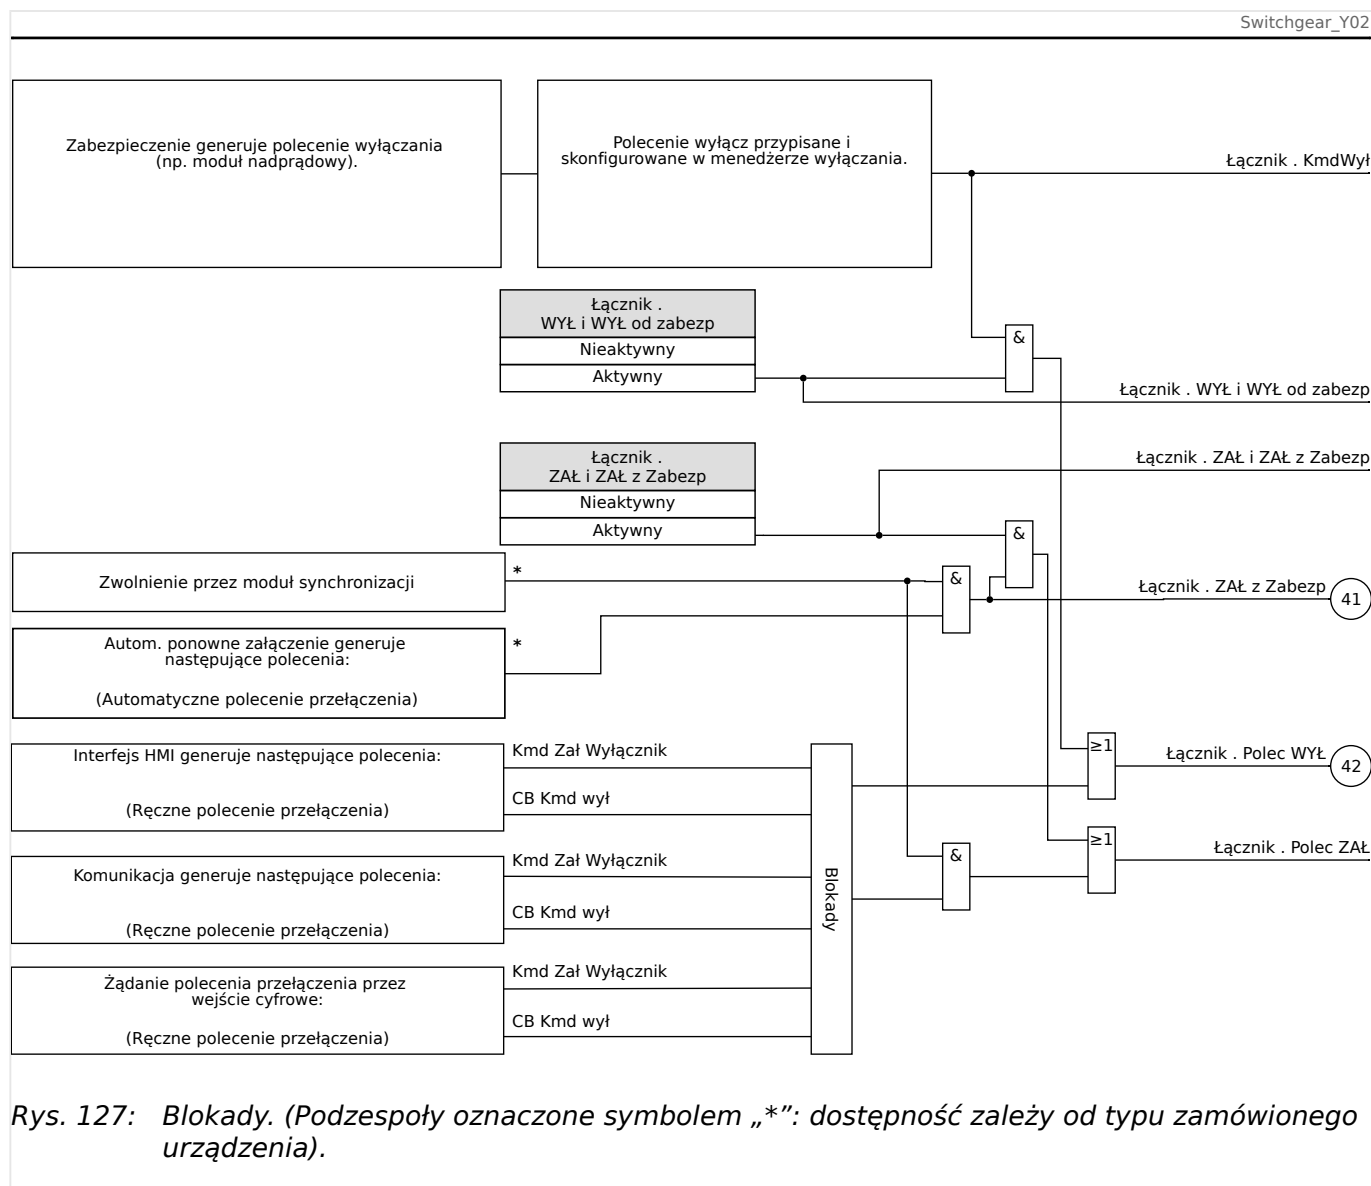 Switchgear_Y02
Zabezpieczenie generuje polecenie wyłączania
(np. moduł nadprądowy).
Polecenie wyłącz przypisane i
skonfigurowane w menedżerze wyłączania.
Łącznik . KmdWył
Łącznik .
WYŁ i WYŁ od zabezp
Nieaktywny
Aktywny
&
Łącznik . WYŁ i WYŁ od zabezp
Łącznik .
ZAŁ i ZAŁ z Zabezp
Nieaktywny
Aktywny
Łącznik . ZAŁ i ZAŁ z Zabezp
&
Zwolnienie przez moduł synchronizacji
*
&
Łącznik . ZAŁ z Zabezp
41
Autom. ponowne załączenie generuje
następujące polecenia:
(Automatyczne polecenie przełączenia)
*
Interfejs HMI generuje następujące polecenia:
(Ręczne polecenie przełączenia)
Kmd Zał Wyłącznik
CB Kmd wył
≥1
Łącznik . Polec WYŁ
42
Komunikacja generuje następujące polecenia:
(Ręczne polecenie przełączenia)
Kmd Zał Wyłącznik
CB Kmd wył
Blokady
&
≥1
Łącznik . Polec ZAŁ
Żądanie polecenia przełączenia przez
wejście cyfrowe:
(Ręczne polecenie przełączenia)
Kmd Zał Wyłącznik
CB Kmd wył
Rys. 127: Blokady. (Podzespoły oznaczone symbolem „*”: dostępność zależy od typu zamówionego
urządzenia).